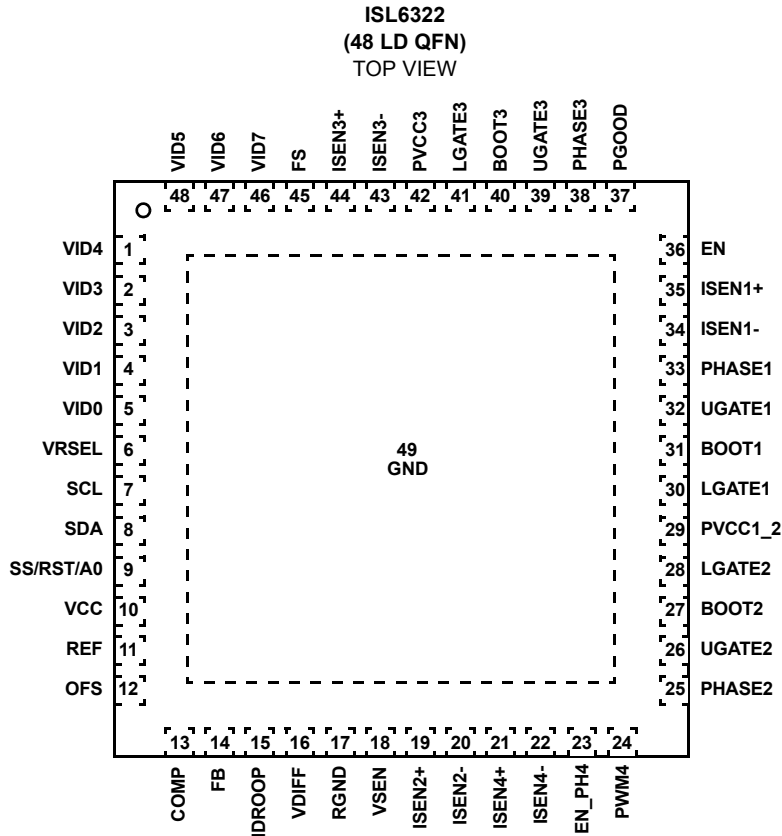 ISL6322
(48 LD QFN)
TOP VIEW
VID5
VID6
VID7
FS
ISEN3+
ISEN3-
PVCC3
LGATE3
BOOT3
UGATE3
PHASE3
PGOOD
48 47 46 45 44 43 42 41 40 39 38 37
VID4 1
VID3 2
VID2 3
VID1 4
VID0 5
VRSEL 6
SCL 7
SDA 8
SS/RST/A0 9
VCC 10
REF 11
OFS 12
49
GND
36 EN
35 ISEN1+
34 ISEN1-
33 PHASE1
32 UGATE1
31 BOOT1
30 LGATE1
29 PVCC1_2
28 LGATE2
27 BOOT2
26 UGATE2
25 PHASE2
13 14 15 16 17 18 19 20 21 22 23 24
COMP
FB
IDROOP
VDIFF
RGND
VSEN
ISEN2+
ISEN2-
ISEN4+
ISEN4-
EN_PH4
PWM4